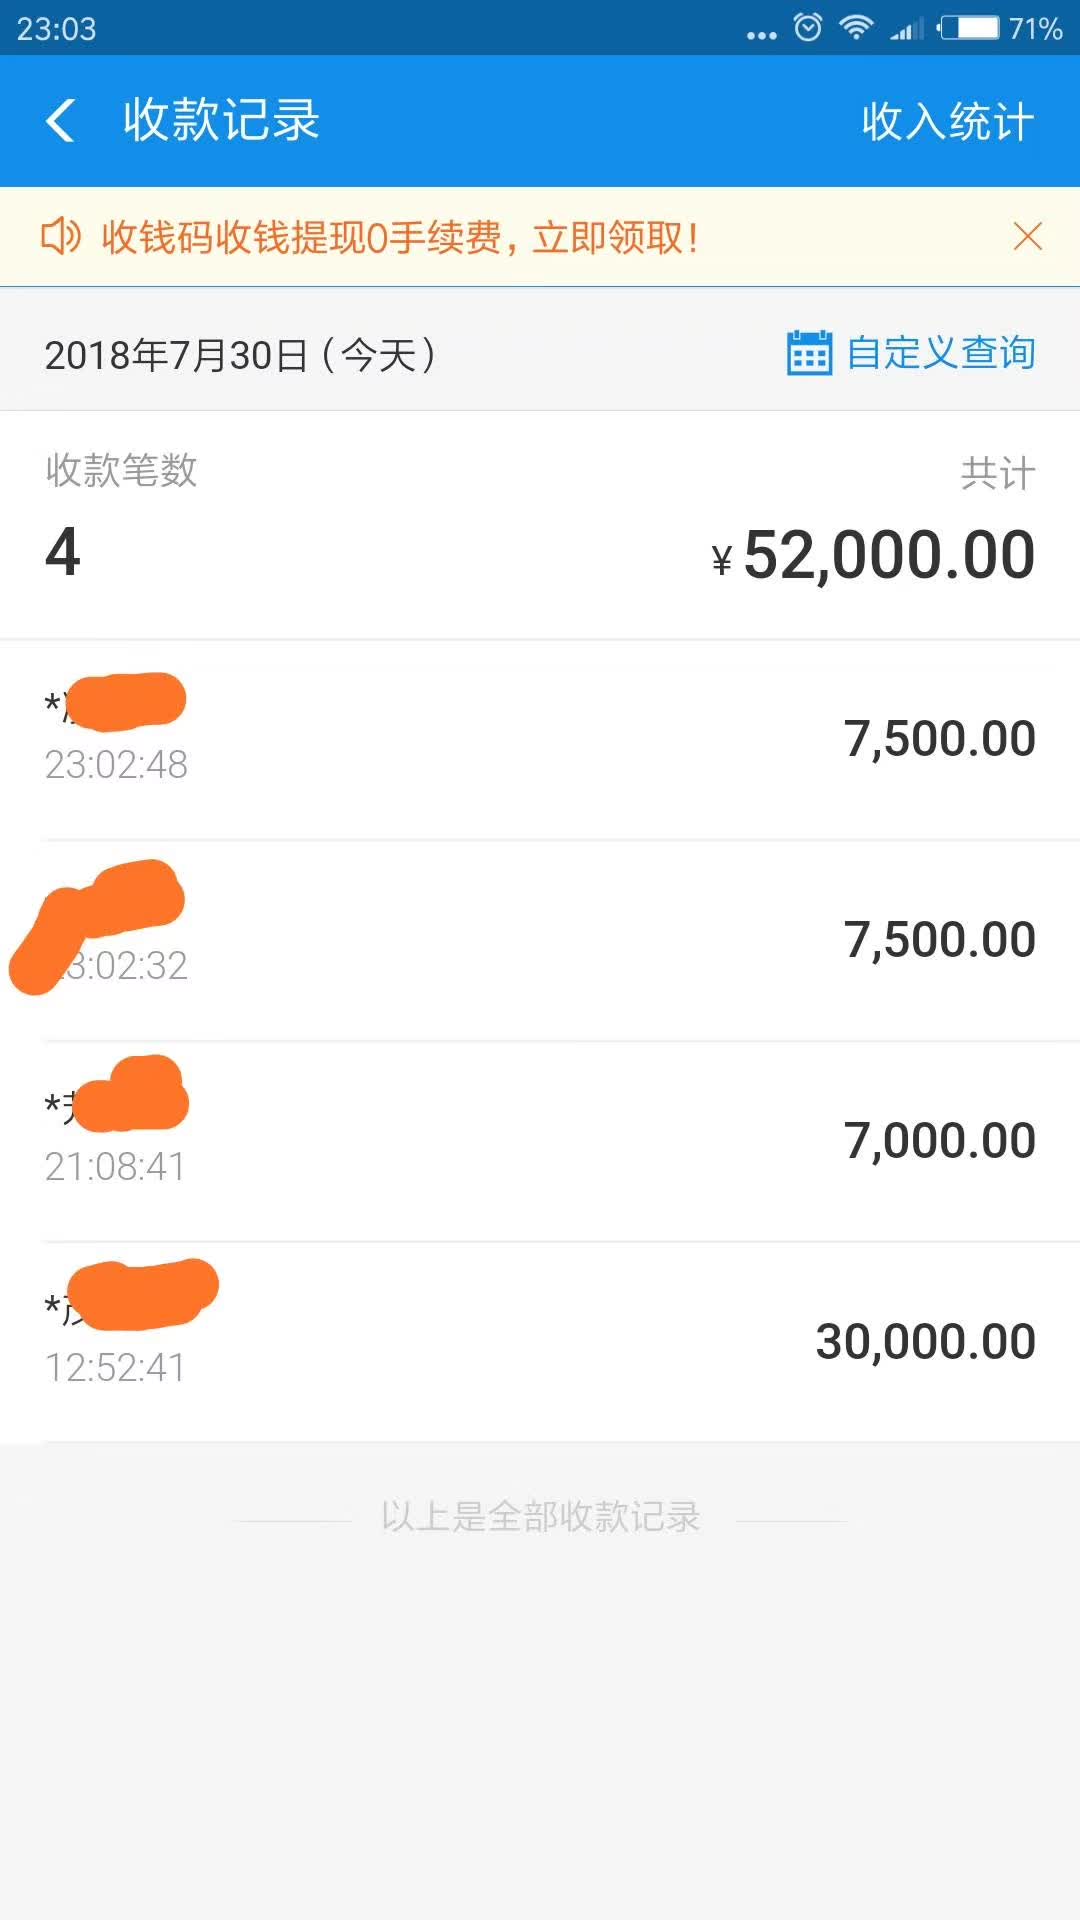 23:03
71%
收款记录
收入统计
收钱码收钱提现0手续费，立即领取！
2018年7月30日（今天）
自定义查询
收款笔数
共计
4
¥52,000.00
*
7,500.00
23:02:48
7,500.00
3:02:32
*
7,000.00
21:08:41
*
30,000.00
12:52:41
以上是全部收款记录